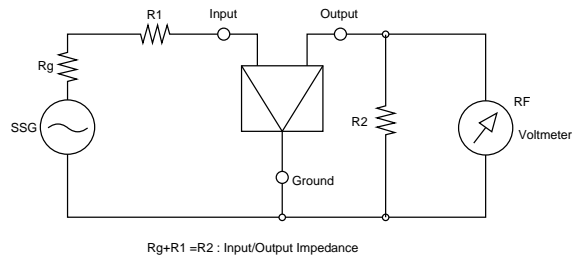 R1
Input
Output
Rg
SSG
R2
RF
Voltmeter
Ground
Rg+R1 =R2 : Input/Output Impedance